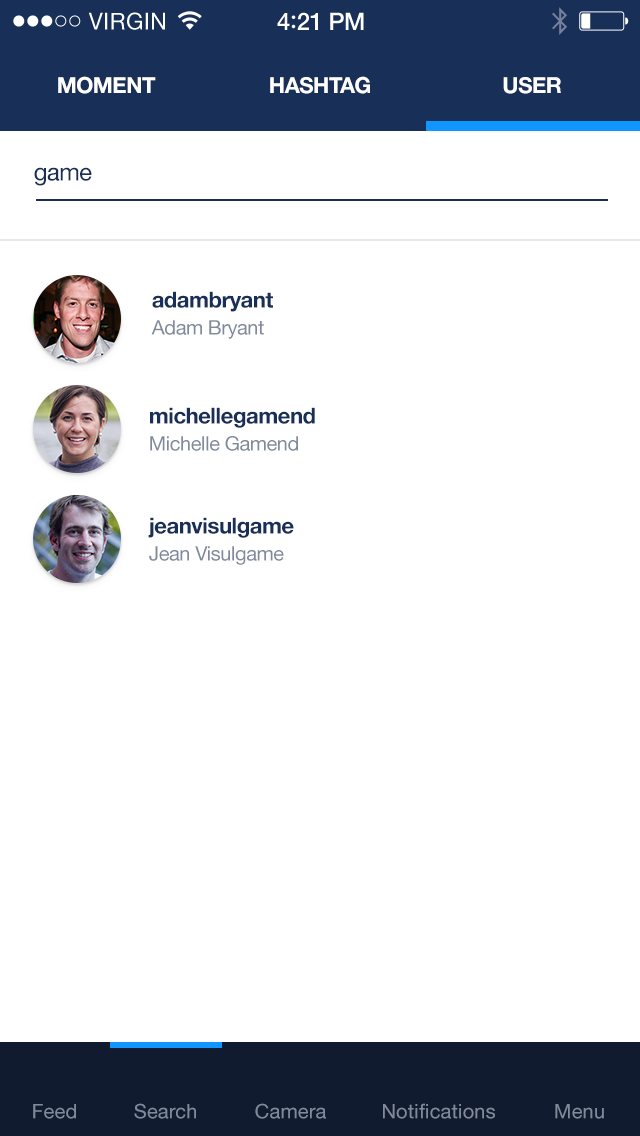 VIRGIN 4:21 PM
MOMENT HASHTAG USER
game
adambryant
Adam Bryant
michellegamend
Michelle Gamend
jeanvisulgame
Jean Visulgame
Feed Search Camera Notifications Menu